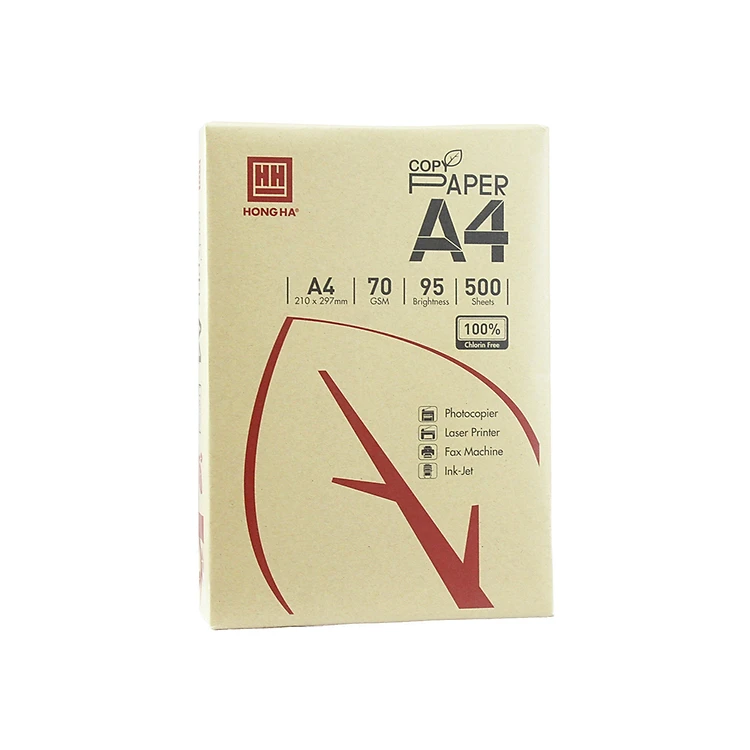 HH
HONG HA®
COPY
PAPER
A4
A4
210 x 297mm
70
GSM
95
Brightness
500
Sheets
100%
Chlorin Free
Photocopier
Laser Printer
Fax Machine
Ink-Jet